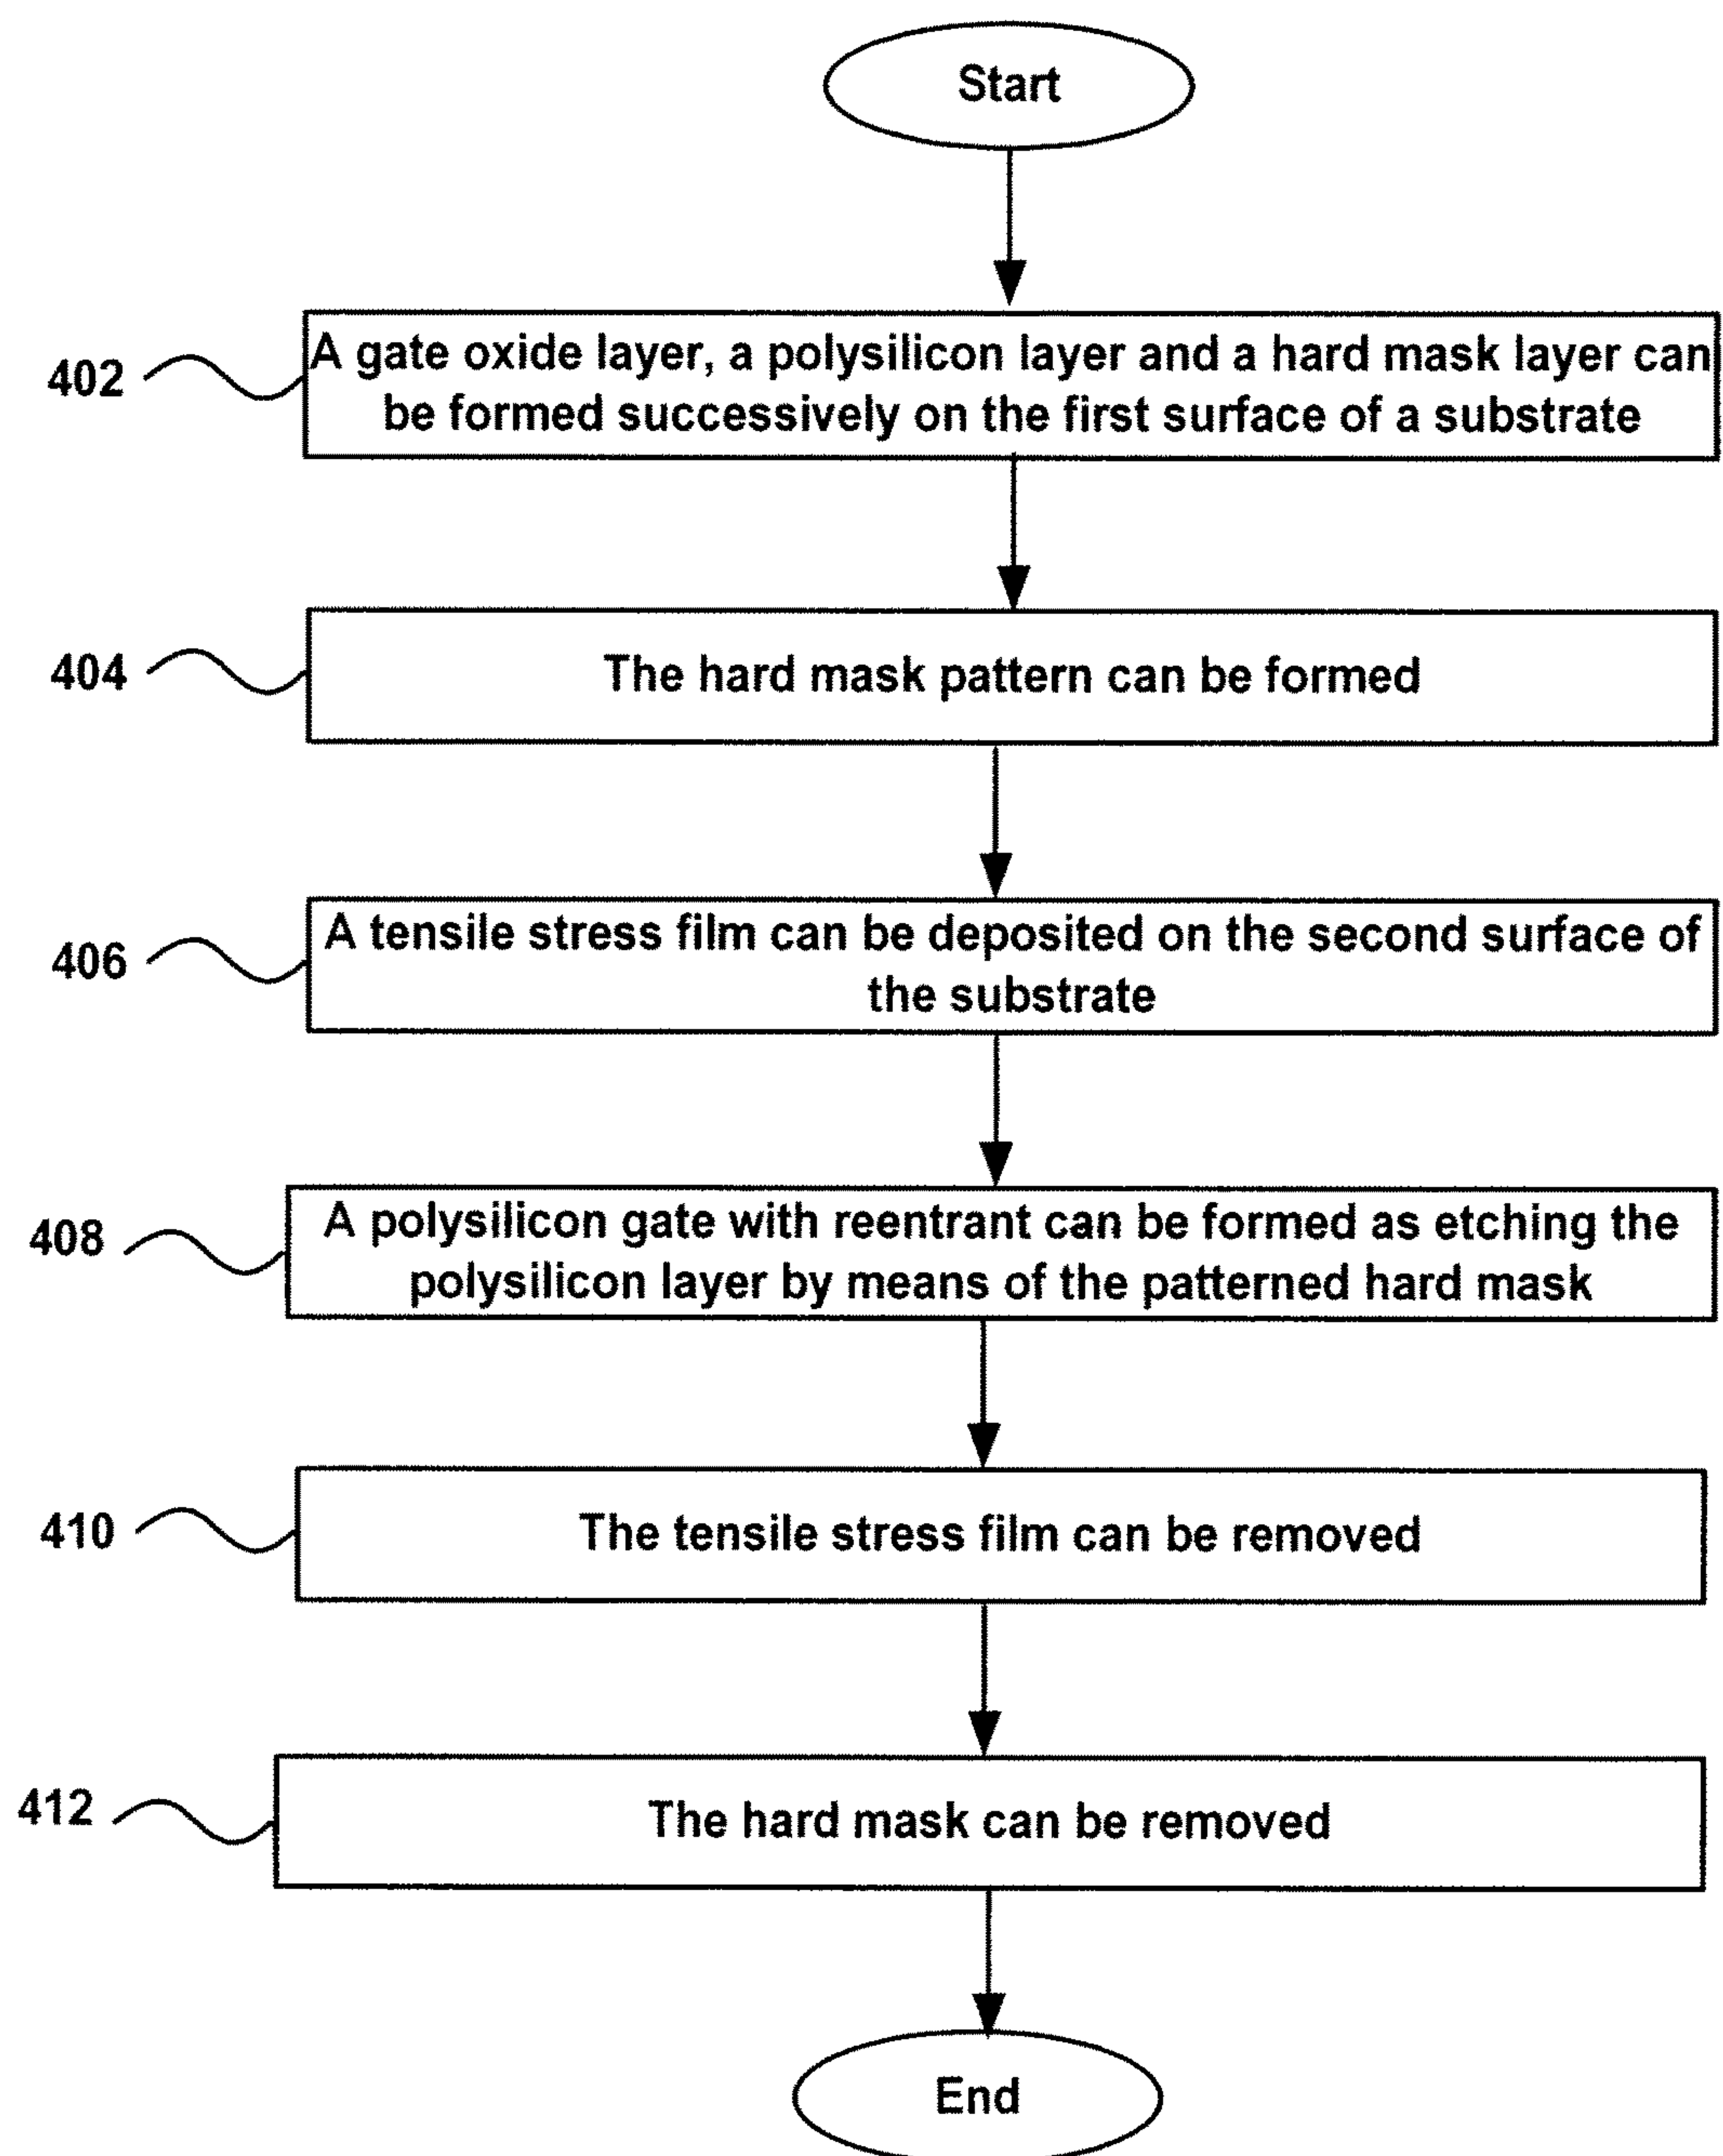 Start
402
A gate oxide layer, a polysilicon layer and a hard mask layer can
be formed successively on the first surface of a substrate
404
The hard mask pattern can be formed
406
A tensile stress film can be deposited on the second surface of
the substrate
408
A polysilicon gate with reentrant can be formed as etching the
polysilicon layer by means of the patterned hard mask
410
The tensile stress film can be removed
412
The hard mask can be removed
End